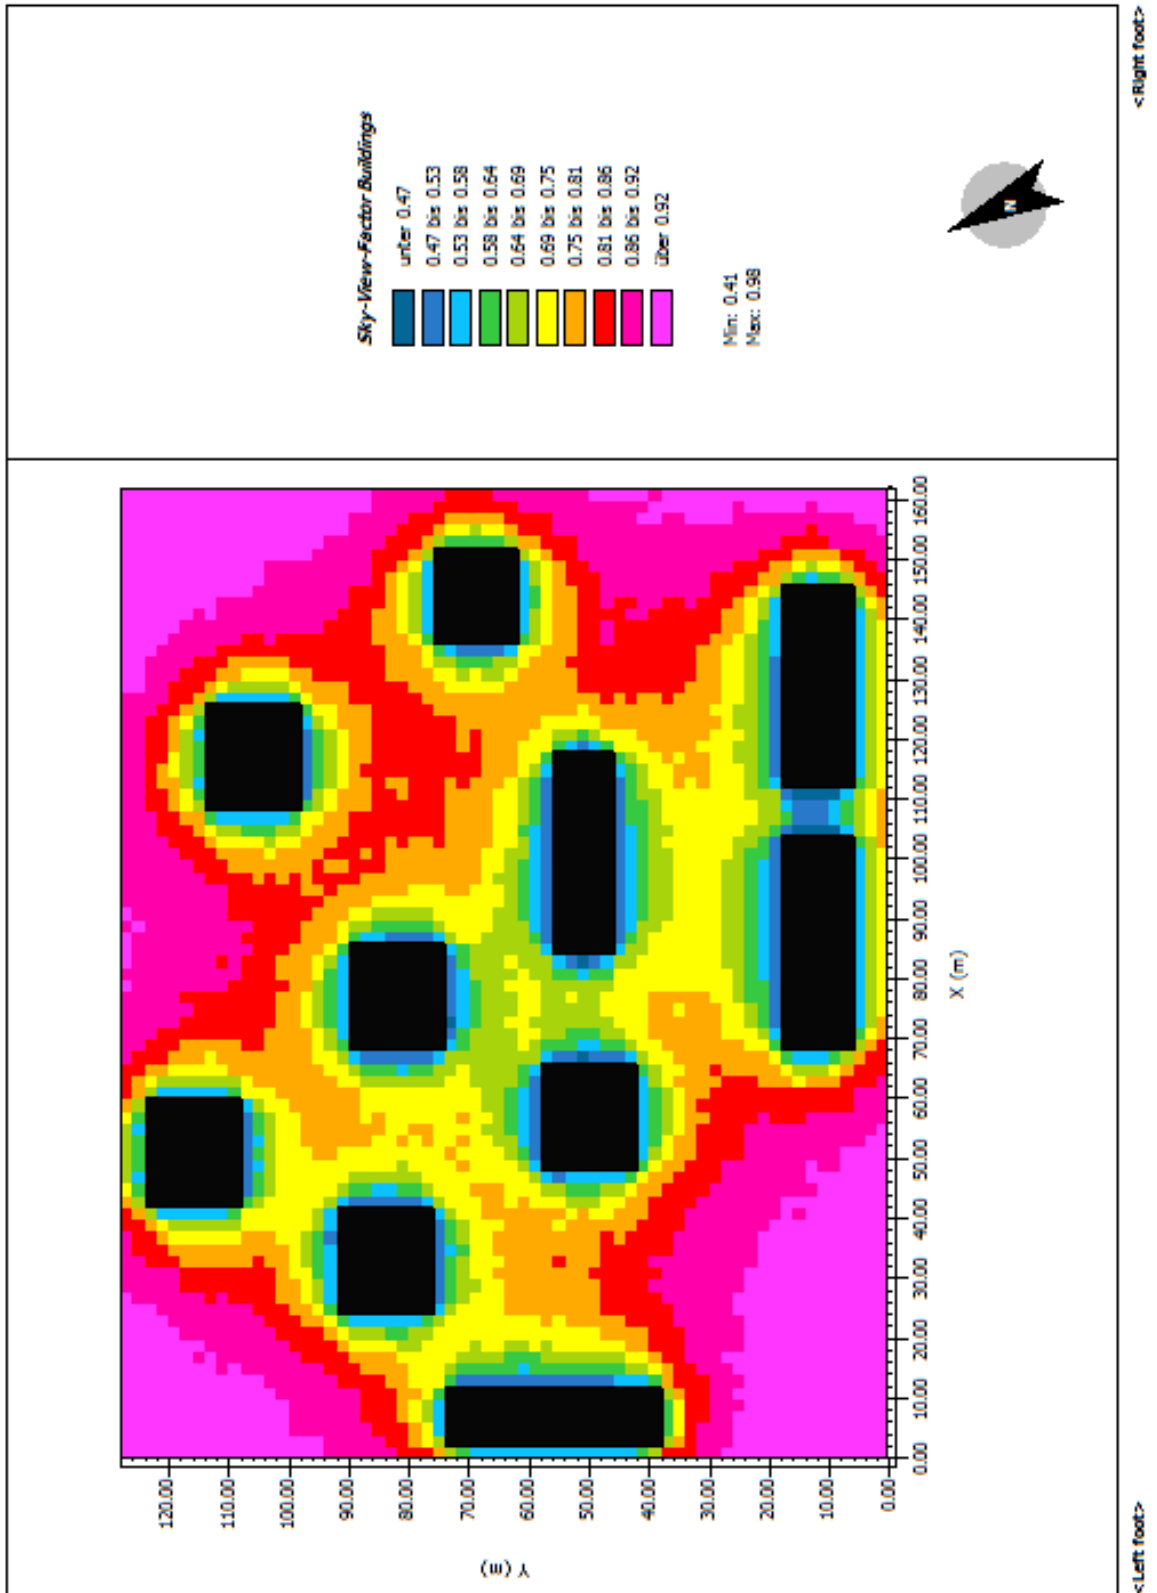 Sky-View-Factor Buildings
unter 0.47
0.47 bis 0.53
0.53 bis 0.58
0.58 bis 0.64
0.64 bis 0.69
0.69 bis 0.75
0.75 bis 0.81
0.81 bis 0.86
0.86 bis 0.92
über 0.92
Min: 0.41
Max: 0.98
N
Y (m)
120.00
110.00
100.00
90.00
80.00
70.00
60.00
50.00
40.00
30.00
20.00
10.00
0.00
0.00 10.00 20.00 30.00 40.00 50.00 60.00 70.00 80.00 90.00 100.00 110.00 120.00 130.00 140.00 150.00 160.00
X (m)
<Left foot>
<Right foot>